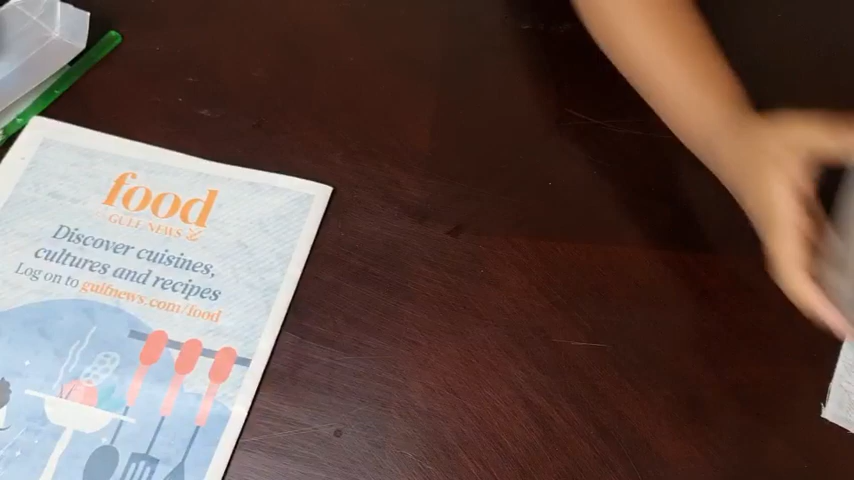 food
GULF NEWS
Discover cuisines,
cultures and recipes
Log on to gulfnews.com/food